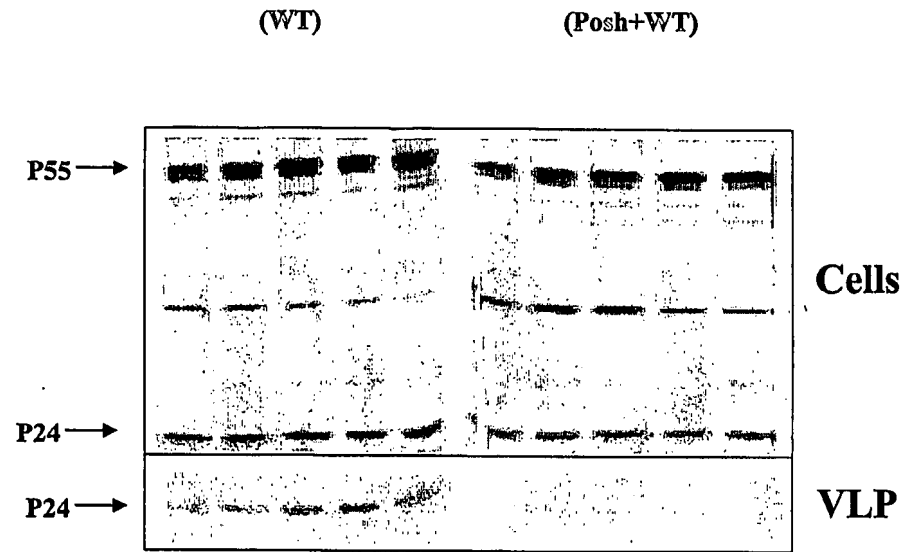 (WT) (Posh+WT)
P55
Cells
P24
P24
VLP